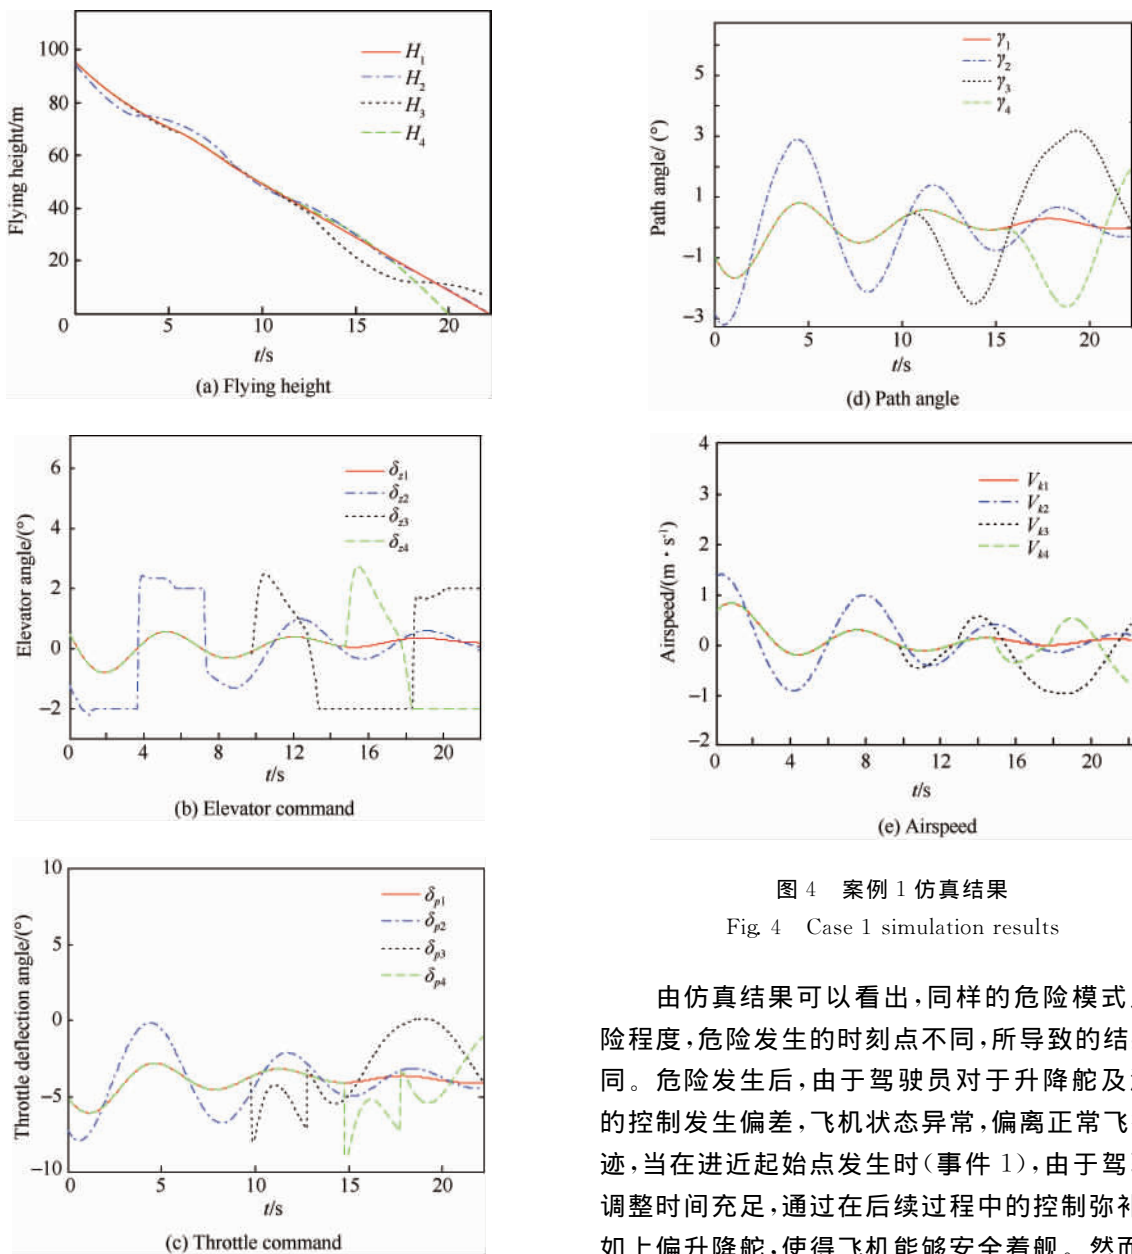 100
80
60
40
20
0
5
10
15
20
Flying height/m
H1
H2
H3
H4
t/s
(a) Flying height
6
4
2
0
−2
0
4
8
12
16
20
Elevator angle/(°)
δz1
δz2
δz3
δz4
t/s
(b) Elevator command
10
5
0
−5
−10
0
5
10
15
20
Throttle deflection angle/(°)
δp1
δp2
δp3
δp4
t/s
(c) Throttle command
5
3
1
−1
−3
0
5
10
15
20
Path angle/ (°)
γ1
γ2
γ3
γ4
t/s
(d) Path angle
4
3
2
1
0
−1
−2
0
4
8
12
16
20
Airspeed/(m · s⁻¹)
Vk1
Vk2
Vk3
Vk4
t/s
(e) Airspeed
图 4 案例 1 仿真结果
Fig. 4 Case 1 simulation results
由仿真结果可以看出,同样的危险模式
险程度,危险发生的时刻点不同,所导致的结
同。危险发生后,由于驾驶员对于升降舵及
的控制发生偏差,飞机状态异常,偏离正常飞
迹,当在进近起始点发生时(事件 1),由于驾
调整时间充足,通过在后续过程中的控制弥补
如上偏升降舵,使得飞机能够安全着舰。然而